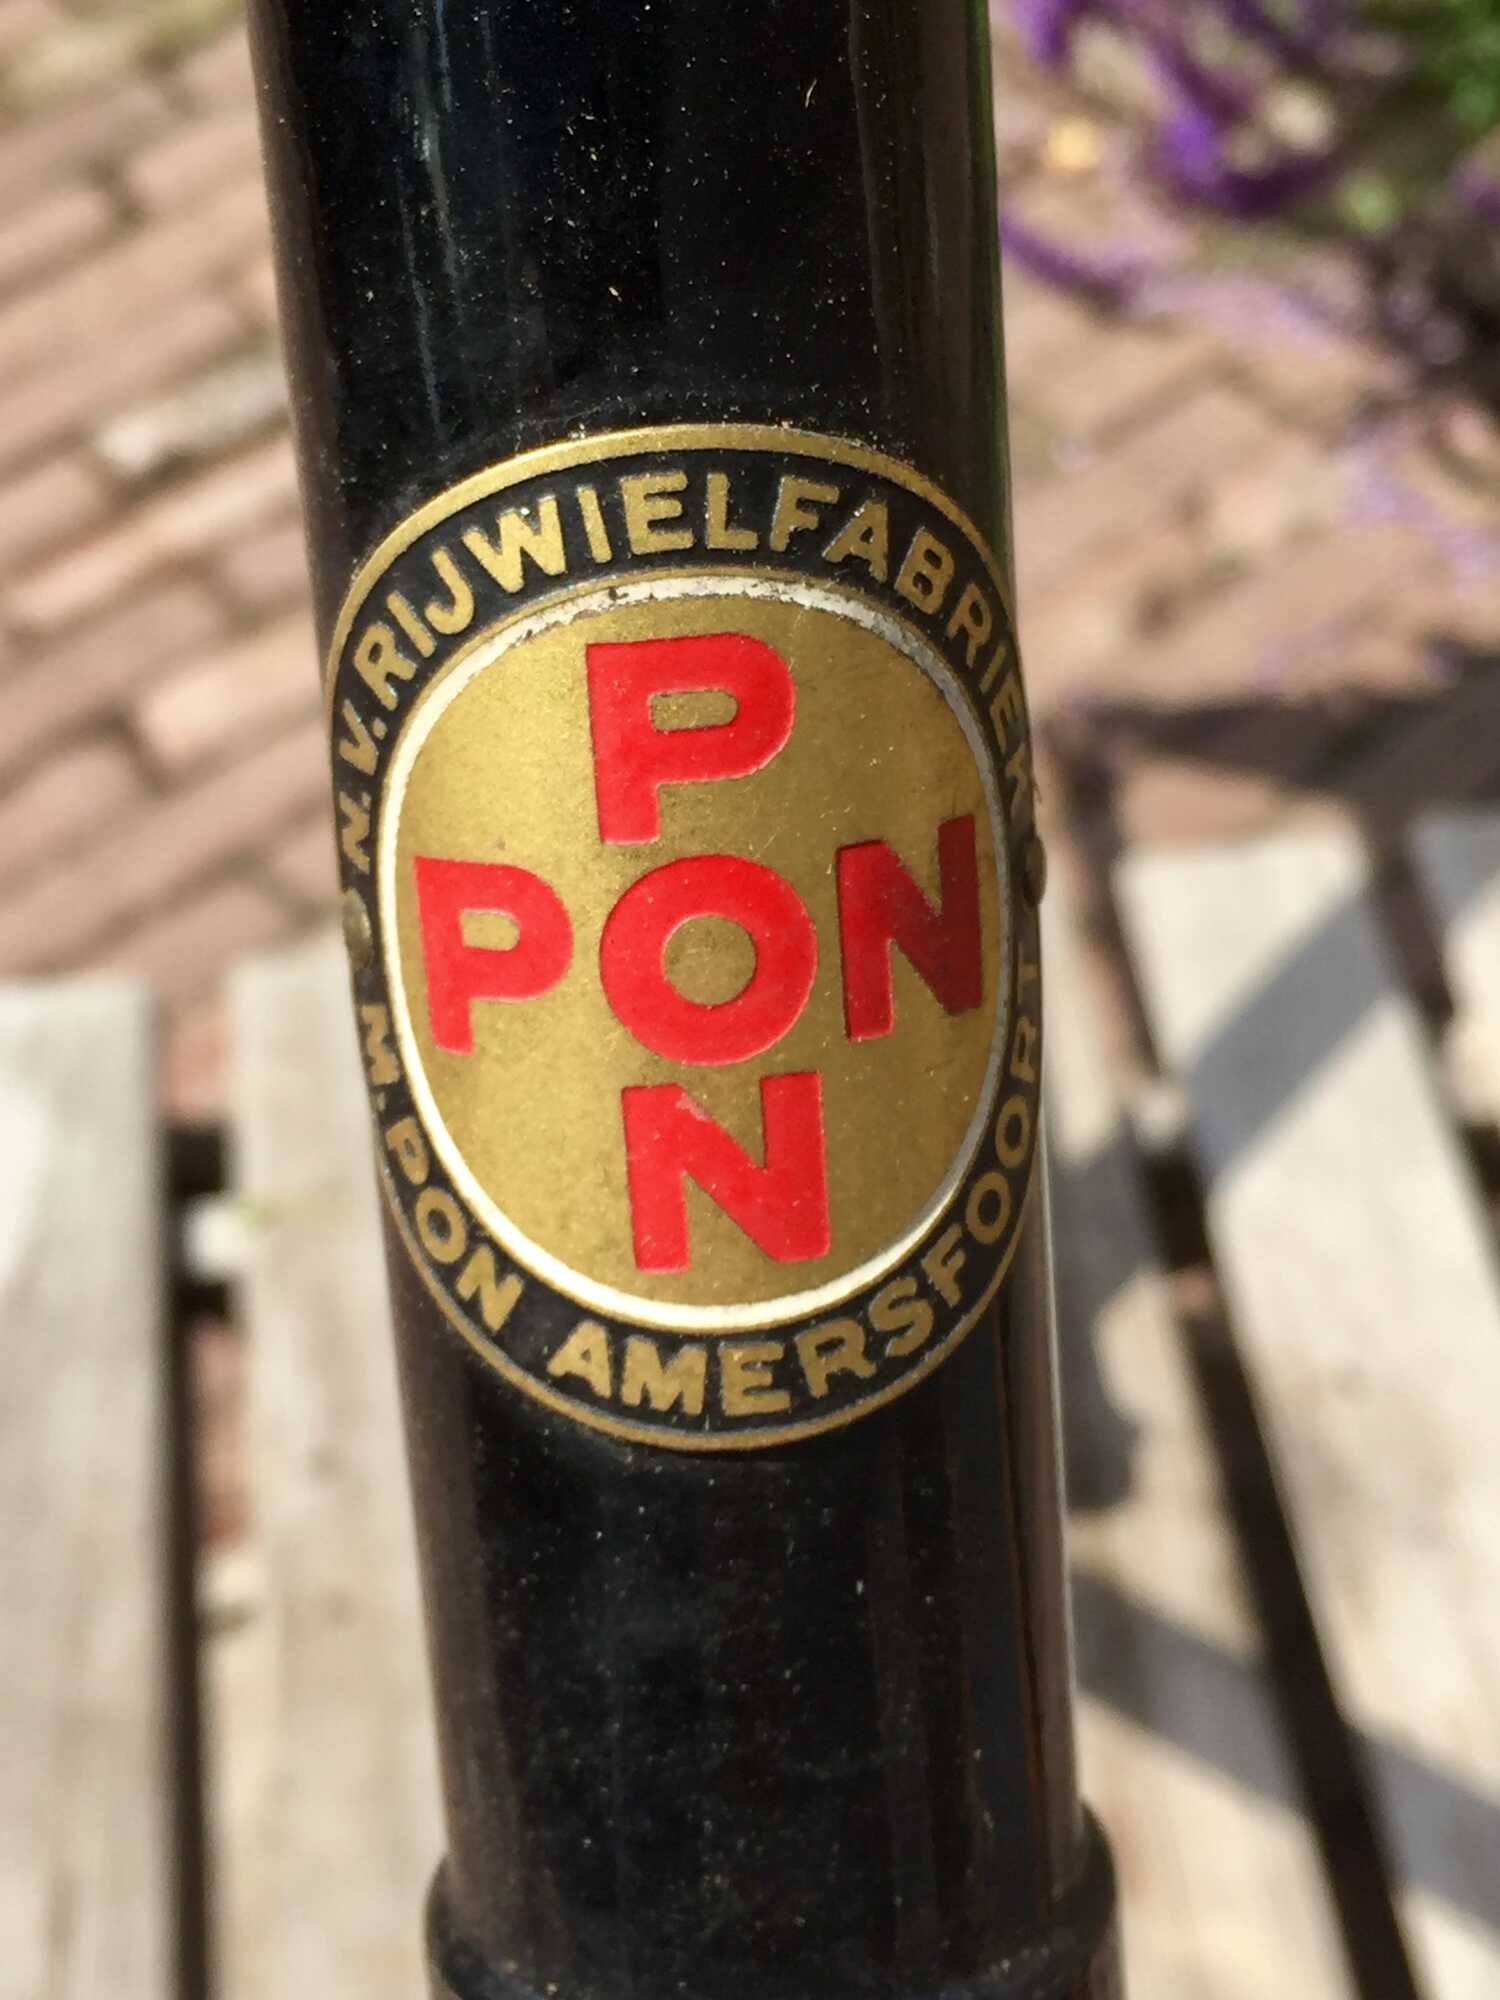 N.V. RIJWIELFABRIEK
P
PON
N
M. PON AMERSFOORT